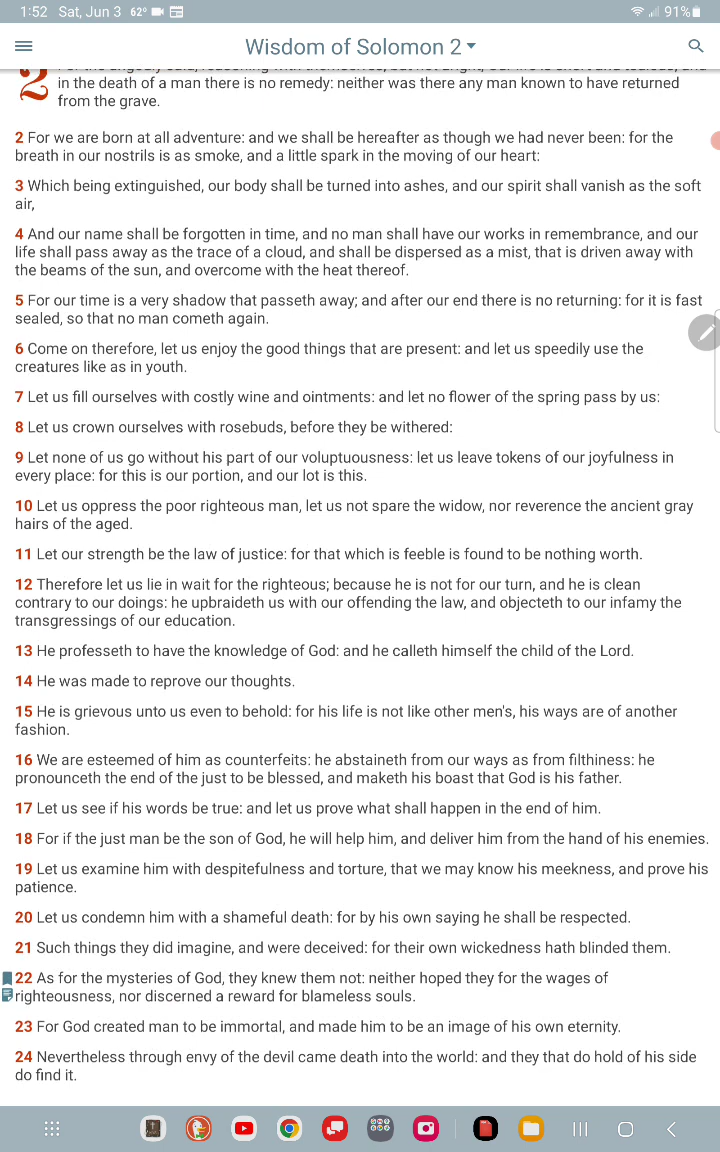 1:52 Sat, Jun 3 62°
91%
Wisdom of Solomon 2
2
in the death of a man there is no remedy: neither was there any man known to have returned
from the grave.
2 For we are born at all adventure: and we shall be hereafter as though we had never been: for the
breath in our nostrils is as smoke, and a little spark in the moving of our heart:
3 Which being extinguished, our body shall be turned into ashes, and our spirit shall vanish as the soft
air,
4 And our name shall be forgotten in time, and no man shall have our works in remembrance, and our
life shall pass away as the trace of a cloud, and shall be dispersed as a mist, that is driven away with
the beams of the sun, and overcome with the heat thereof.
5 For our time is a very shadow that passeth away; and after our end there is no returning: for it is fast
sealed, so that no man cometh again.
6 Come on therefore, let us enjoy the good things that are present: and let us speedily use the
creatures like as in youth.
7 Let us fill ourselves with costly wine and ointments: and let no flower of the spring pass by us:
8 Let us crown ourselves with rosebuds, before they be withered:
9 Let none of us go without his part of our voluptuousness: let us leave tokens of our joyfulness in
every place: for this is our portion, and our lot is this.
10 Let us oppress the poor righteous man, let us not spare the widow, nor reverence the ancient gray
hairs of the aged.
11 Let our strength be the law of justice: for that which is feeble is found to be nothing worth.
12 Therefore let us lie in wait for the righteous; because he is not for our turn, and he is clean
contrary to our doings: he upbraideth us with our offending the law, and objecteth to our infamy the
transgressings of our education.
13 He professeth to have the knowledge of God: and he calleth himself the child of the Lord.
14 He was made to reprove our thoughts.
15 He is grievous unto us even to behold: for his life is not like other men's, his ways are of another
fashion.
16 We are esteemed of him as counterfeits: he abstaineth from our ways as from filthiness: he
pronounceth the end of the just to be blessed, and maketh his boast that God is his father.
17 Let us see if his words be true: and let us prove what shall happen in the end of him.
18 For if the just man be the son of God, he will help him, and deliver him from the hand of his enemies.
19 Let us examine him with despitefulness and torture, that we may know his meekness, and prove his
patience.
20 Let us condemn him with a shameful death: for by his own saying he shall be respected.
21 Such things they did imagine, and were deceived: for their own wickedness hath blinded them.
22 As for the mysteries of God, they knew them not: neither hoped they for the wages of
righteousness, nor discerned a reward for blameless souls.
23 For God created man to be immortal, and made him to be an image of his own eternity.
24 Nevertheless through envy of the devil came death into the world: and they that do hold of his side
do find it.